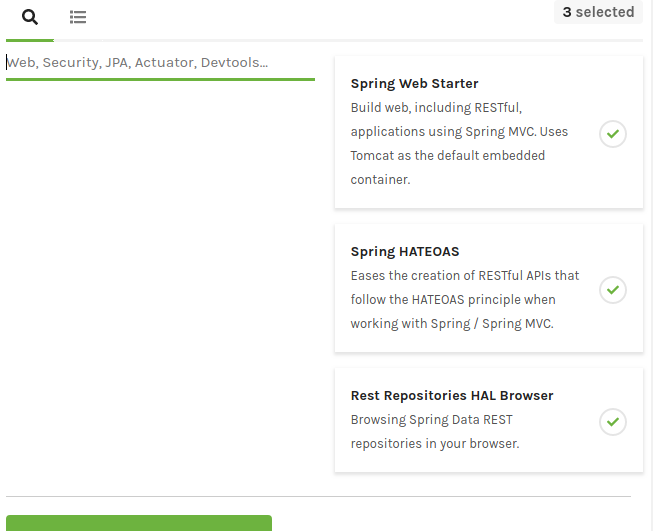 3 selected
Web, Security, JPA, Actuator, Devtools...
Spring Web Starter
Build web, including RESTful,
applications using Spring MVC. Uses
Tomcat as the default embedded
container.
Spring HATEOAS
Eases the creation of RESTful APIs that
follow the HATEOAS principle when
working with Spring / Spring MVC.
Rest Repositories HAL Browser
Browsing Spring Data REST
repositories in your browser.